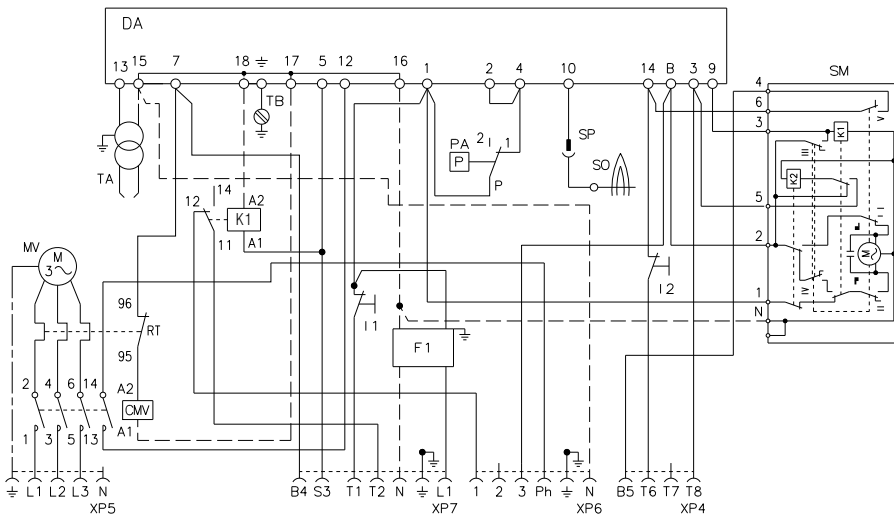 DA
13 15 7 18 17 5 12 16 1 2 4 10 14 B 3 9
SM
4
6
3
5
2
1
N
TB
TA
PA
P
2 1
P
SP
SO
K1
K2
V
III
I
IV
II
M
14
12
11
A2
K1
A1
MV
M
3
96
RT
95
I1
I2
F1
2 4 6 14
A2
CMV
A1
1 3 5 13
L1 L2 L3 N
XP5
B4 S3 T1 T2 N L1
XP7
1 2 3 Ph N
XP6
B5 T6 T7 T8
XP4